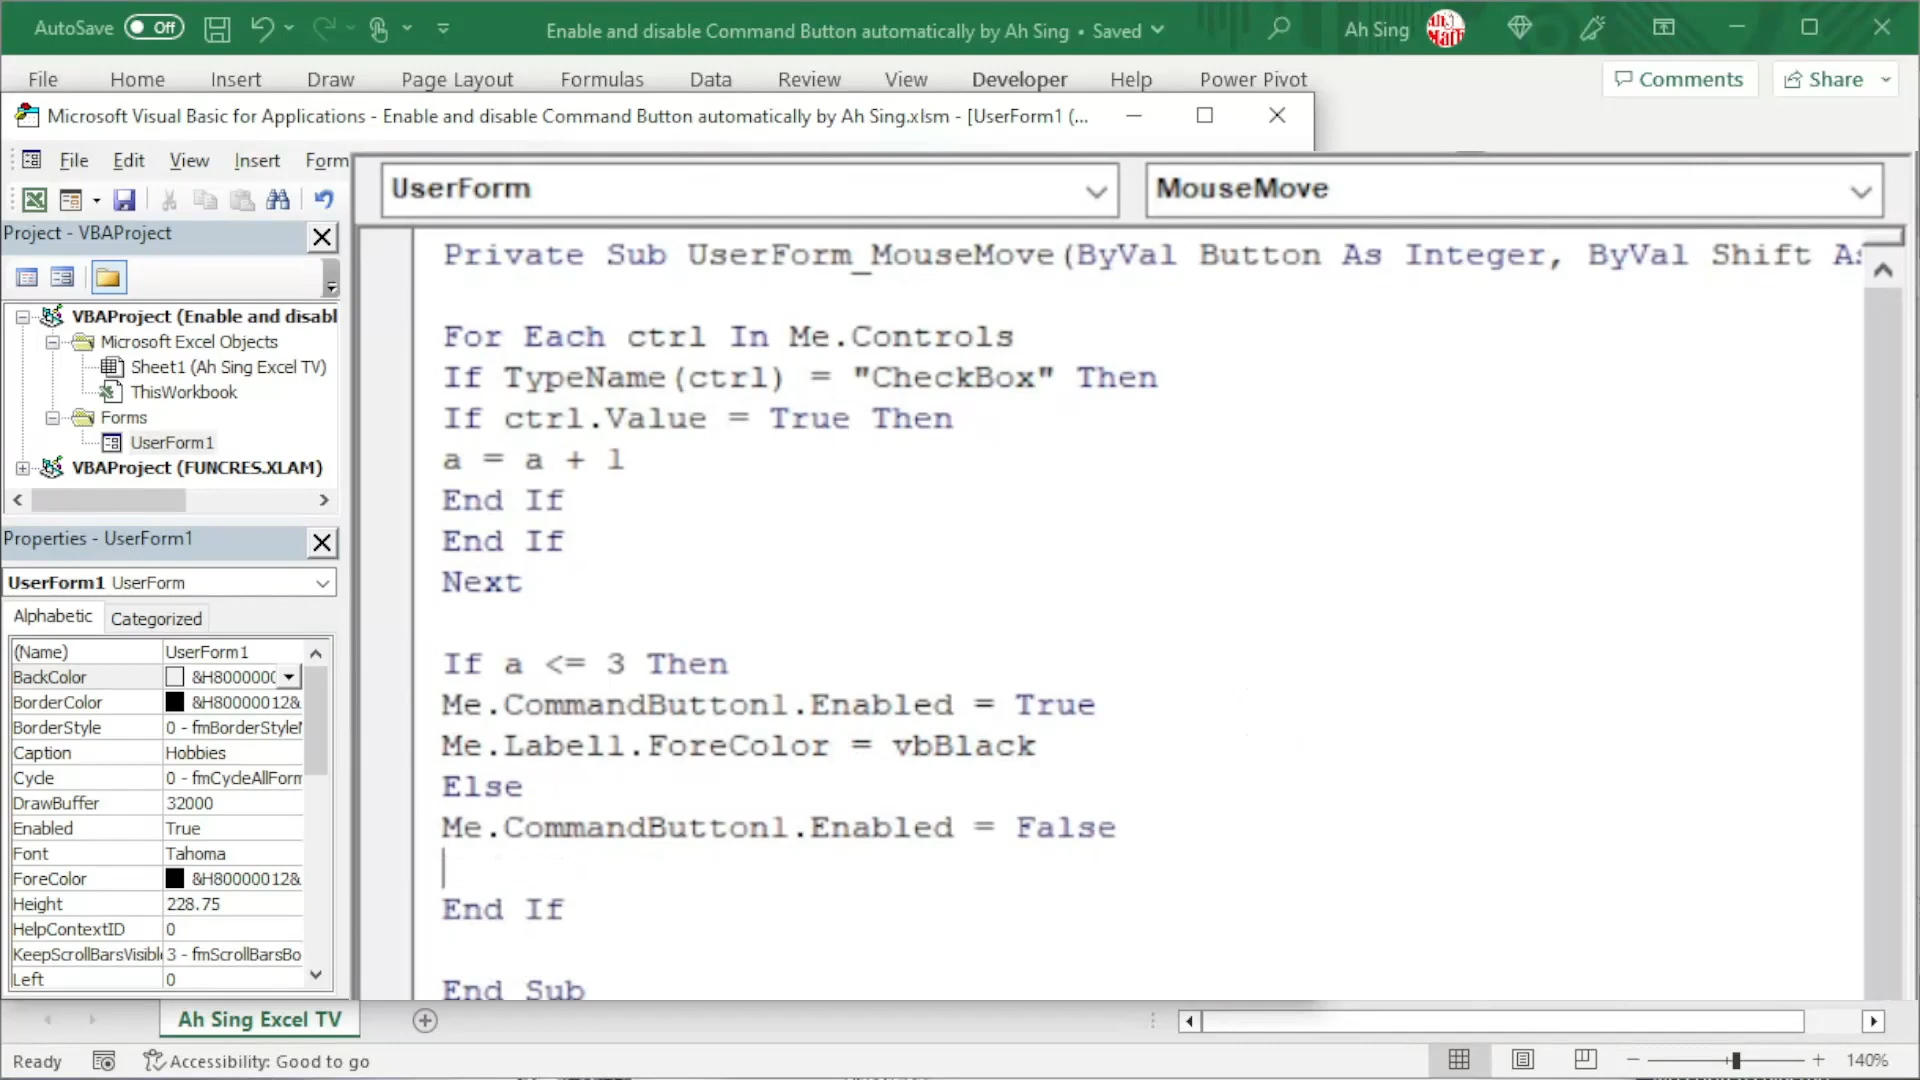 AutoSave Off
Enable and disable Command Button automatically by Ah Sing • Saved
Ah Sing
File Home Insert Draw Page Layout Formulas Data Review View Developer Help Power Pivot
Comments Share
Microsoft Visual Basic for Applications - Enable and disable Command Button automatically by Ah Sing.xlsm - [UserForm1 (...
File Edit View Insert Form
UserForm MouseMove
Project - VBAProject
VBAProject (Enable and disabl
Microsoft Excel Objects
Sheet1 (Ah Sing Excel TV)
ThisWorkbook
Forms
UserForm1
VBAProject (FUNCRES.XLAM)
Properties - UserForm1
UserForm1 UserForm
Alphabetic Categorized
(Name) UserForm1
BackColor &H8000000
BorderColor &H80000012&
BorderStyle 0 - fmBorderStyle
Caption Hobbies
Cycle 0 - fmCycleAllForm
DrawBuffer 32000
Enabled True
Font Tahoma
ForeColor &H80000012&
Height 228.75
HelpContextID 0
KeepScrollBarsVisibl 3 - fmScrollBarsBo
Left 0
Private Sub UserForm_MouseMove(ByVal Button As Integer, ByVal Shift As
For Each ctrl In Me.Controls
If TypeName(ctrl) = "CheckBox" Then
If ctrl.Value = True Then
a = a + 1
End If
End If
Next
If a <= 3 Then
Me.CommandButton1.Enabled = True
Me.Label1.ForeColor = vbBlack
Else
Me.CommandButton1.Enabled = False
End If
End Sub
Ah Sing Excel TV
Ready Accessibility: Good to go 140%